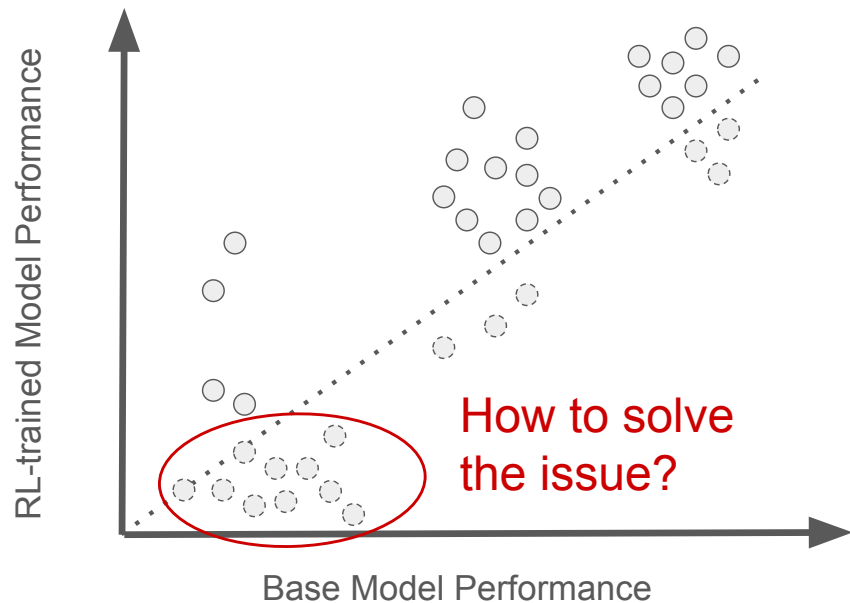 RL-trained Model Performance
How to solve
the issue?
Base Model Performance